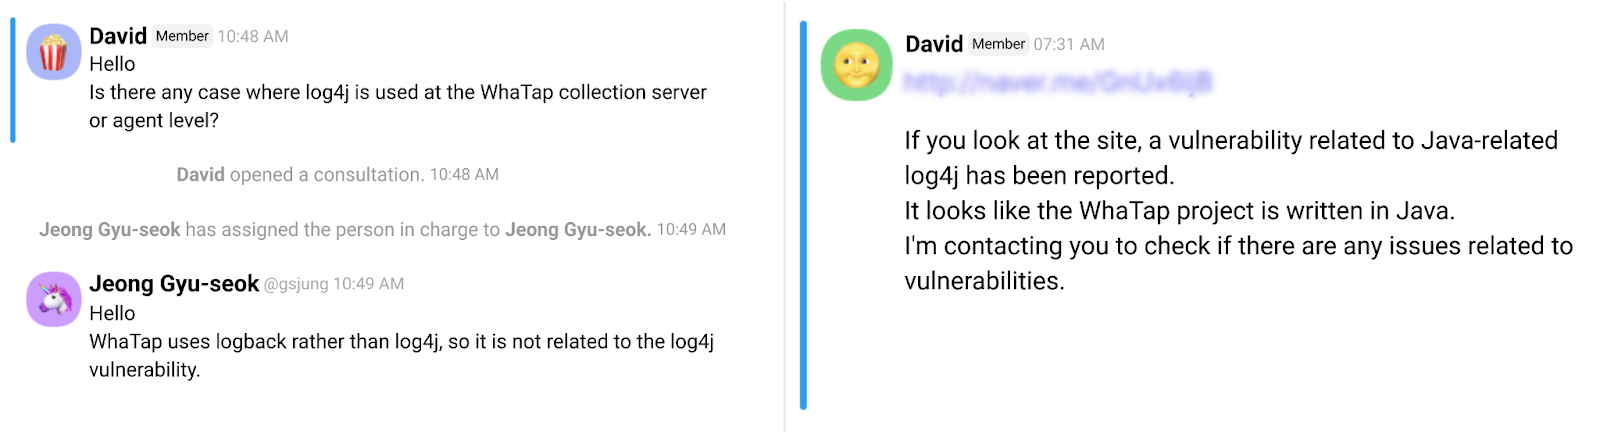 David Member 10:48 AM
Hello
Is there any case where log4j is used at the WhaTap collection server
or agent level?
David opened a consultation. 10:48 AM
Jeong Gyu-seok has assigned the person in charge to Jeong Gyu-seok. 10:49 AM
Jeong Gyu-seok @gsjung 10:49 AM
Hello
WhaTap uses logback rather than log4j, so it is not related to the log4j
vulnerability.
David Member 07:31 AM
If you look at the site, a vulnerability related to Java-related
log4j has been reported.
It looks like the WhaTap project is written in Java.
I'm contacting you to check if there are any issues related to
vulnerabilities.